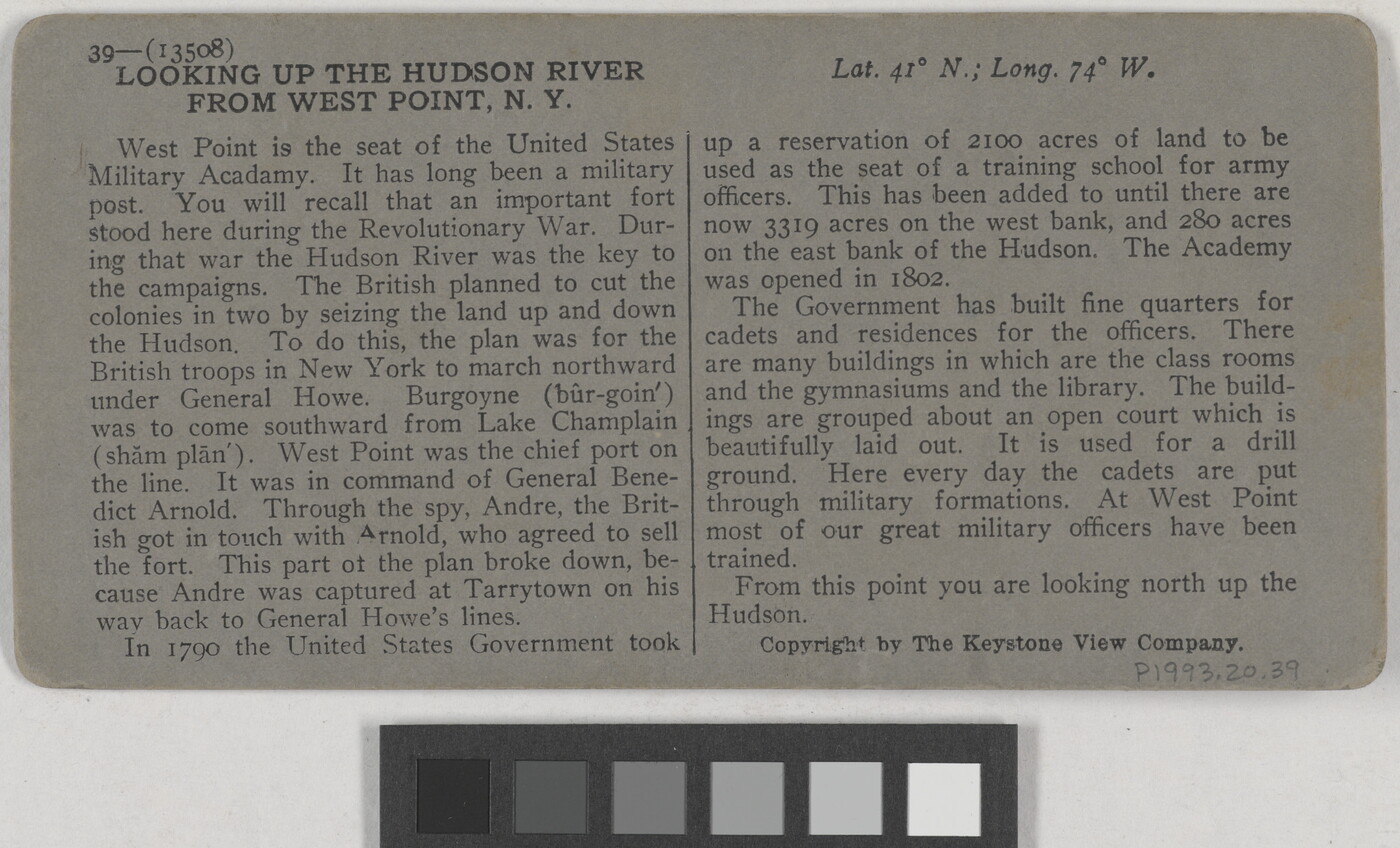 39—(13508)
LOOKING UP THE HUDSON RIVER
FROM WEST POINT, N. Y.
Lat. 41° N.; Long. 74° W.
West Point is the seat of the United States
Military Acadamy. It has long been a military
post. You will recall that an important fort
stood here during the Revolutionary War. Dur-
ing that war the Hudson River was the key to
the campaigns. The British planned to cut the
colonies in two by seizing the land up and down
the Hudson. To do this, the plan was for the
British troops in New York to march northward
under General Howe. Burgoyne (bûr-goin′)
was to come southward from Lake Champlain
(shăm plān′). West Point was the chief port on
the line. It was in command of General Bene-
dict Arnold. Through the spy, Andre, the Brit-
ish got in touch with Arnold, who agreed to sell
the fort. This part of the plan broke down, be-
cause Andre was captured at Tarrytown on his
way back to General Howe's lines.
In 1790 the United States Government took
up a reservation of 2100 acres of land to be
used as the seat of a training school for army
officers. This has been added to until there are
now 3319 acres on the west bank, and 280 acres
on the east bank of the Hudson. The Academy
was opened in 1802.
The Government has built fine quarters for
cadets and residences for the officers. There
are many buildings in which are the class rooms
and the gymnasiums and the library. The build-
ings are grouped about an open court which is
beautifully laid out. It is used for a drill
ground. Here every day the cadets are put
through military formations. At West Point
most of our great military officers have been
trained.
From this point you are looking north up the
Hudson.
Copyright by The Keystone View Company.
P1993.20.39